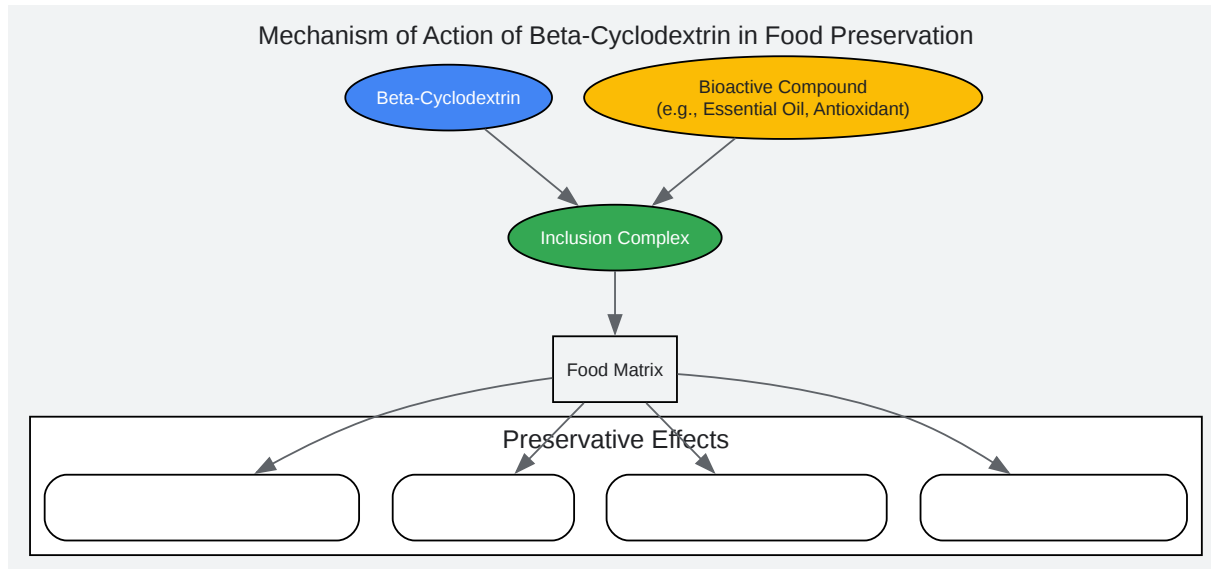 Mechanism of Action of Beta-Cyclodextrin in Food Preservation
Beta-Cyclodextrin
Bioactive Compound
(e.g., Essential Oil, Antioxidant)
Inclusion Complex
Food Matrix
Preservative Effects